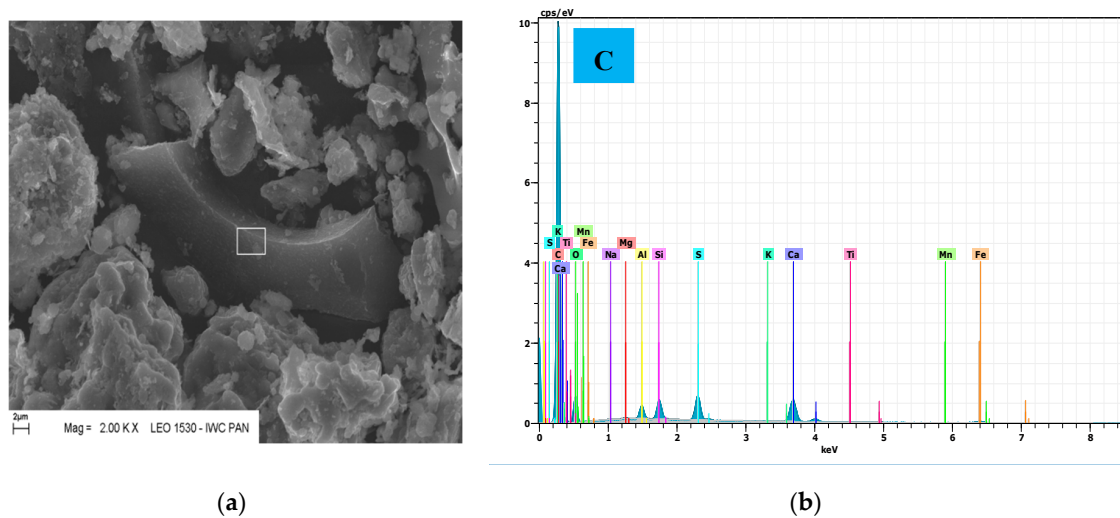 2µm
Mag = 2.00 K X LEO 1530 - IWC PAN
(a)
cps/eV
C
10
8
6
4
2
0
K Mn
S Ti Fe
C O Na Mg Al Si S K Ca Ti Mn Fe
Ca
0 1 2 3 4 5 6 7 8
keV
(b)